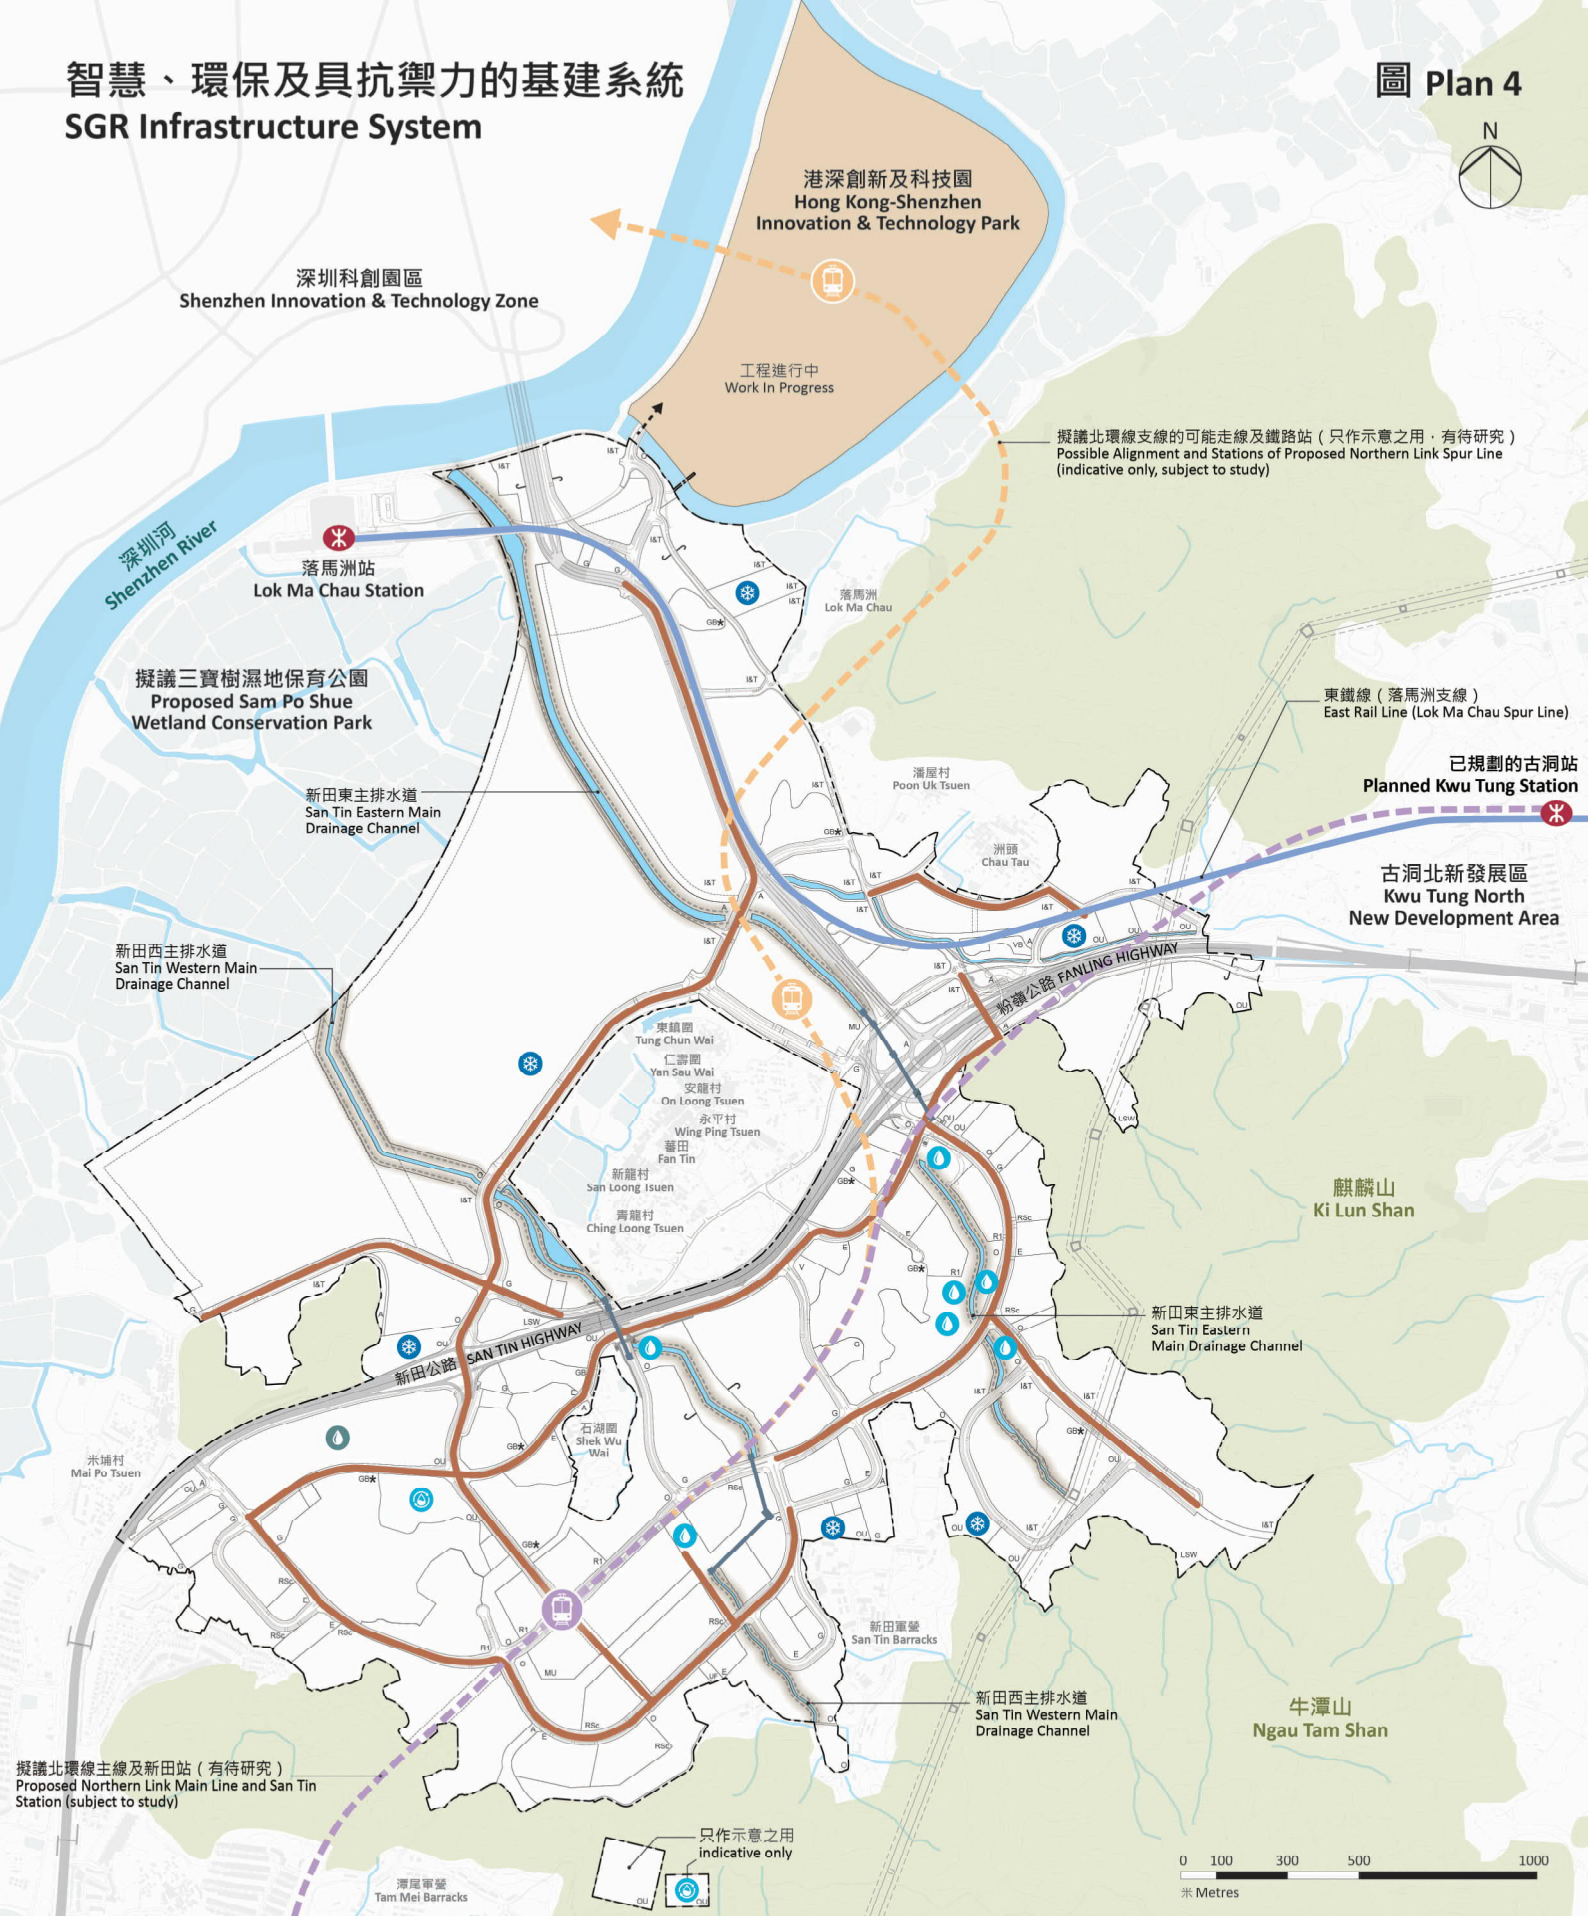 智慧、環保及具抗禦力的基建系統
SGR Infrastructure System
圖 Plan 4
N
港深創新及科技園
Hong Kong-Shenzhen
Innovation & Technology Park
深圳科創園區
Shenzhen Innovation & Technology Zone
工程進行中
Work In Progress
擬議北環線支線的可能走線及鐵路站（只作示意之用，有待研究）
Possible Alignment and Stations of Proposed Northern Link Spur Line
(indicative only, subject to study)
深圳河
Shenzhen River
落馬洲站
Lok Ma Chau Station
落馬洲
Lok Ma Chau
擬議三寶樹濕地保育公園
Proposed Sam Po Shue
Wetland Conservation Park
東鐵線（落馬洲支線）
East Rail Line (Lok Ma Chau Spur Line)
已規劃的古洞站
Planned Kwu Tung Station
潘屋村
Poon Uk Tsuen
新田東主排水道
San Tin Eastern Main
Drainage Channel
洲頭
Chau Tau
古洞北新發展區
Kwu Tung North
New Development Area
新田西主排水道
San Tin Western Main
Drainage Channel
粉嶺公路 FANLING HIGHWAY
東鎮圍
Tung Chun Wai
仁壽圍
Yan Sau Wai
安龍村
On Loong Tsuen
永平村
Wing Ping Tsuen
蕃田
Fan Tin
新龍村
San Loong Tsuen
青龍村
Ching Loong Tsuen
麒麟山
Ki Lun Shan
新田東主排水道
San Tin Eastern
Main Drainage Channel
新田公路 SAN TIN HIGHWAY
石湖圍
Shek Wu
Wai
米埔村
Mai Po Tsuen
新田軍營
San Tin Barracks
新田西主排水道
San Tin Western Main
Drainage Channel
牛潭山
Ngau Tam Shan
擬議北環線主線及新田站（有待研究）
Proposed Northern Link Main Line and San Tin
Station (subject to study)
只作示意之用
indicative only
潭尾軍營
Tam Mei Barracks
OU
OU
0 100 300 500 1000
米 Metres